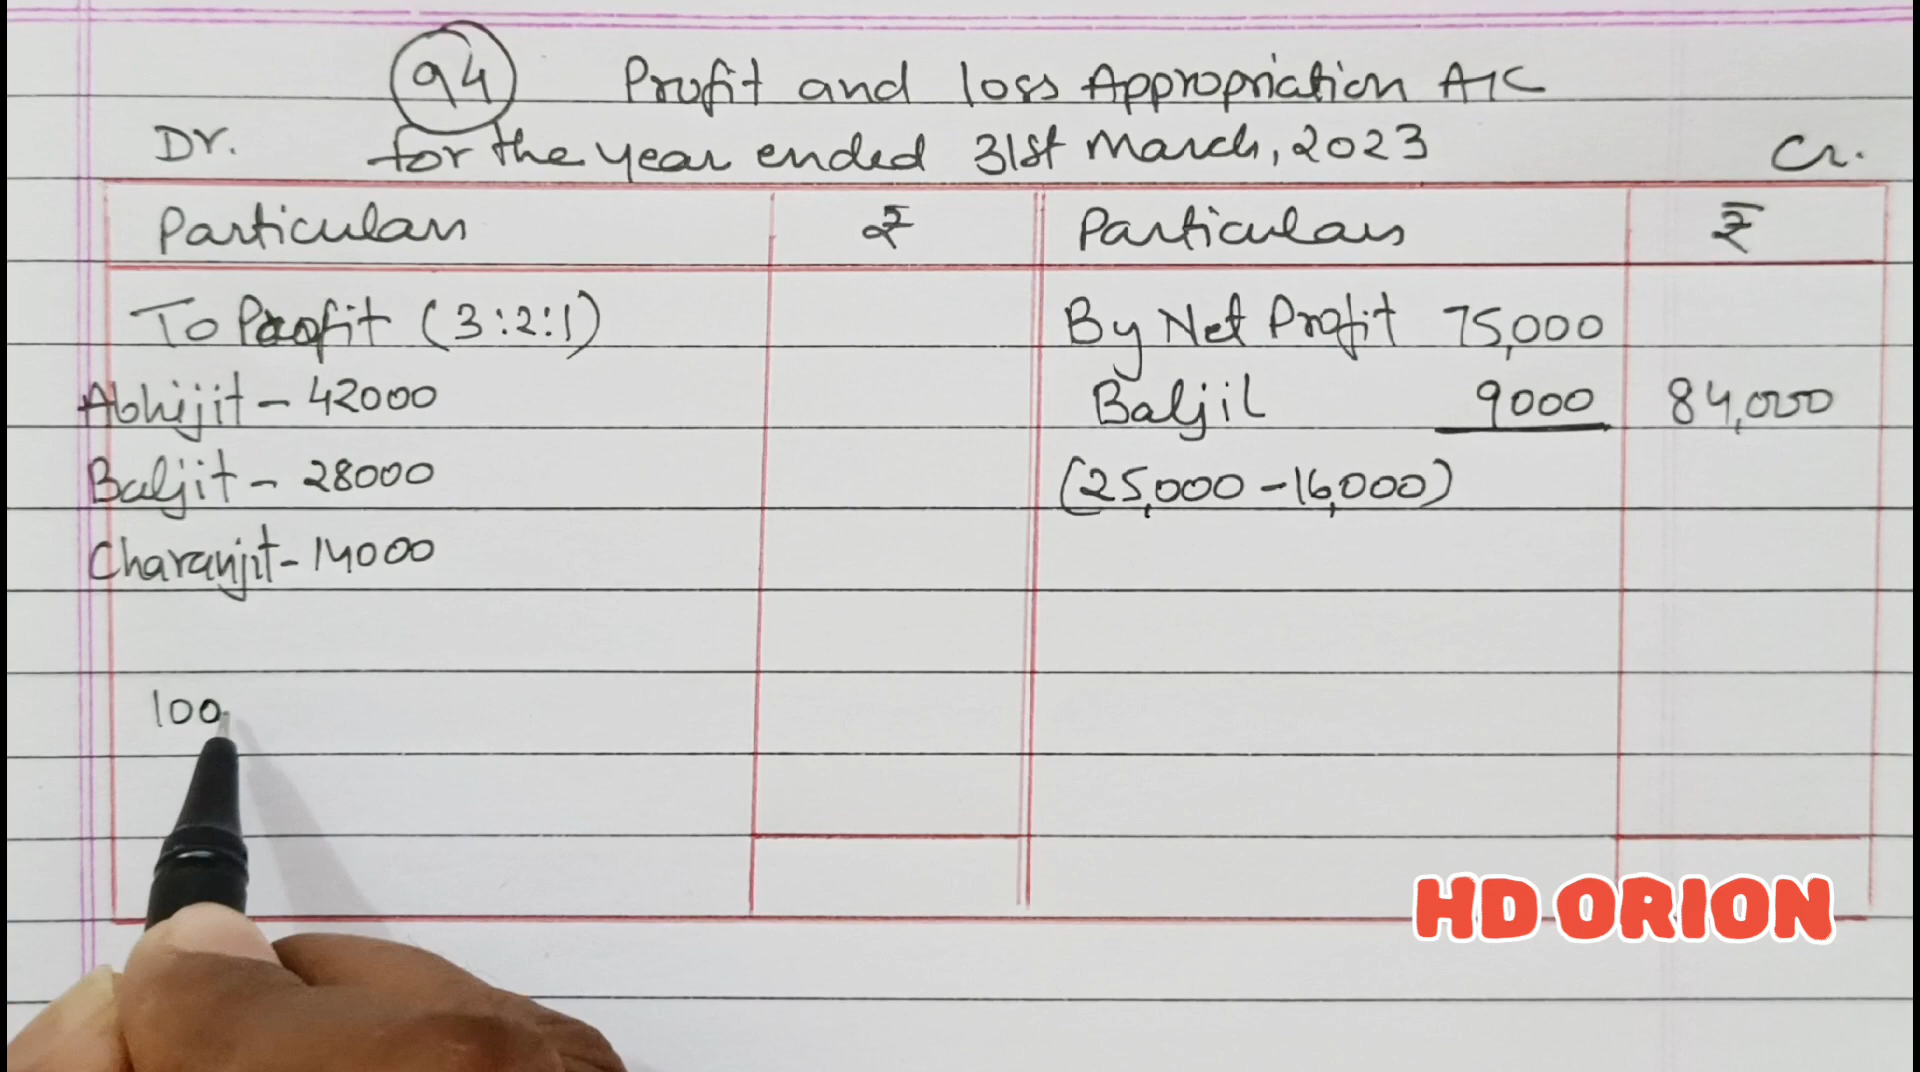 94 Profit and loss Appropriation A/C
Dr. for the year ended 31st March, 2023 Cr.
Particulars ₹ Particulars ₹
To Profit (3:2:1) By Net Profit 75,000
Abhijit - 42000 Baljit 9000 84,000
Baljit - 28000 (25,000 - 16,000)
Charanjit - 14000
100
HD ORION